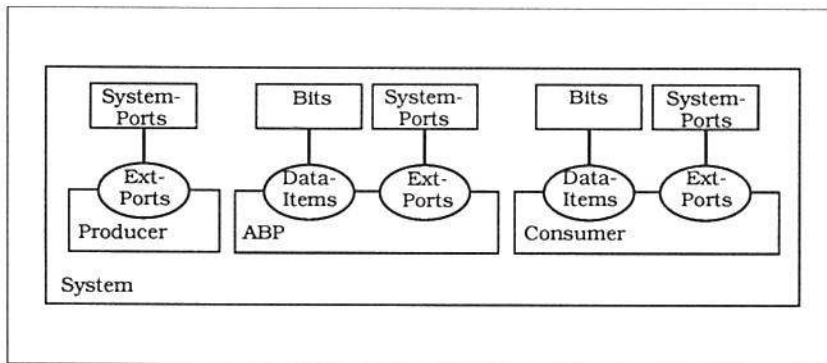 System-
Ports
Bits
System-
Ports
Bits
System-
Ports
Ext-
Ports
Data-
Items
Ext-
Ports
Data-
Items
Ext-
Ports
Producer
ABP
Consumer
System